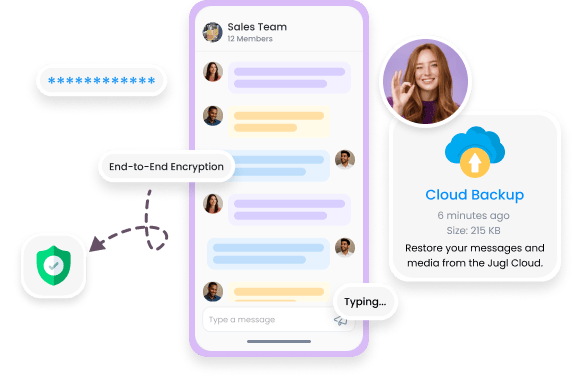 Sales Team
12 Members
************
End-to-End Encryption
Cloud Backup
6 minutes ago
Size: 215 KB
Restore your messages and
media from the Jugl Cloud.
Typing...
Type a message